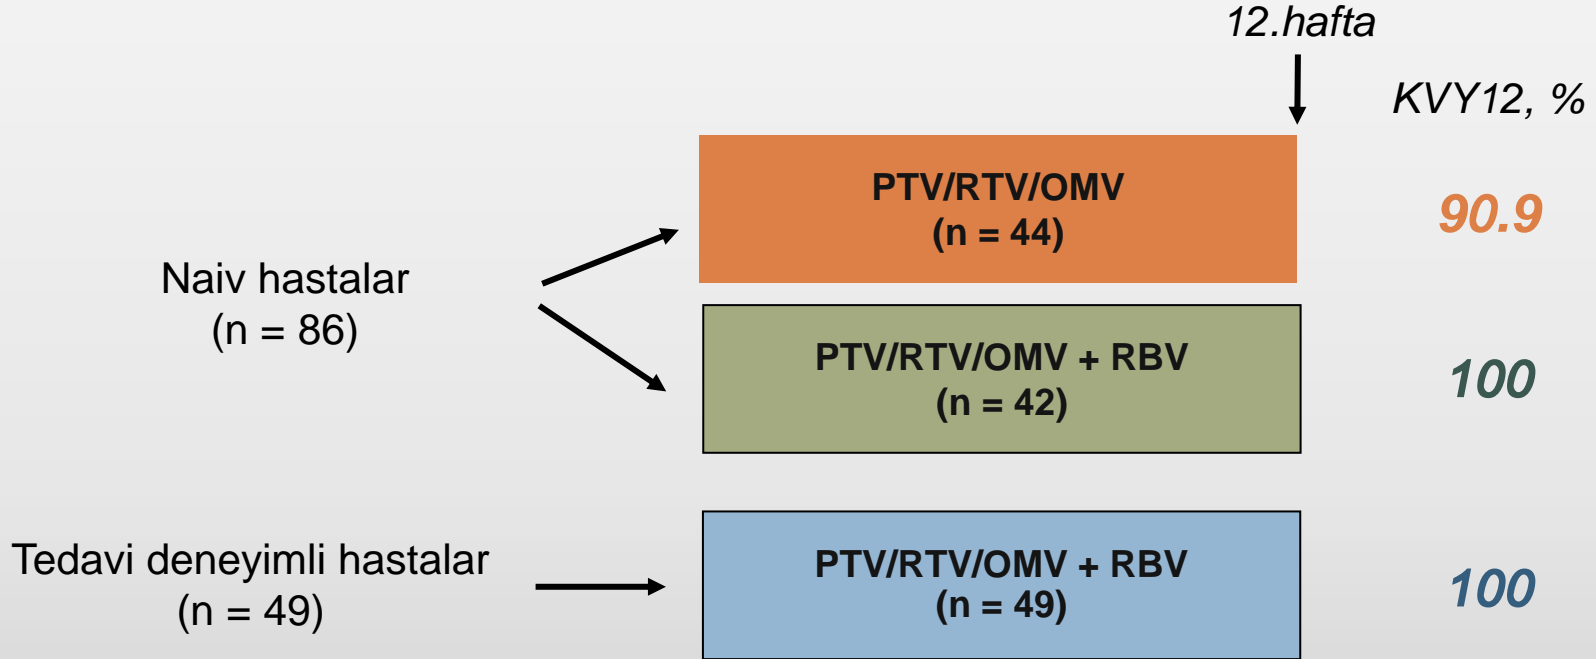 12.hafta
KVY12, %
Naiv hastalar
(n = 86)
PTV/RTV/OMV
(n = 44)
90.9
PTV/RTV/OMV + RBV
(n = 42)
100
Tedavi deneyimli hastalar
(n = 49)
PTV/RTV/OMV + RBV
(n = 49)
100